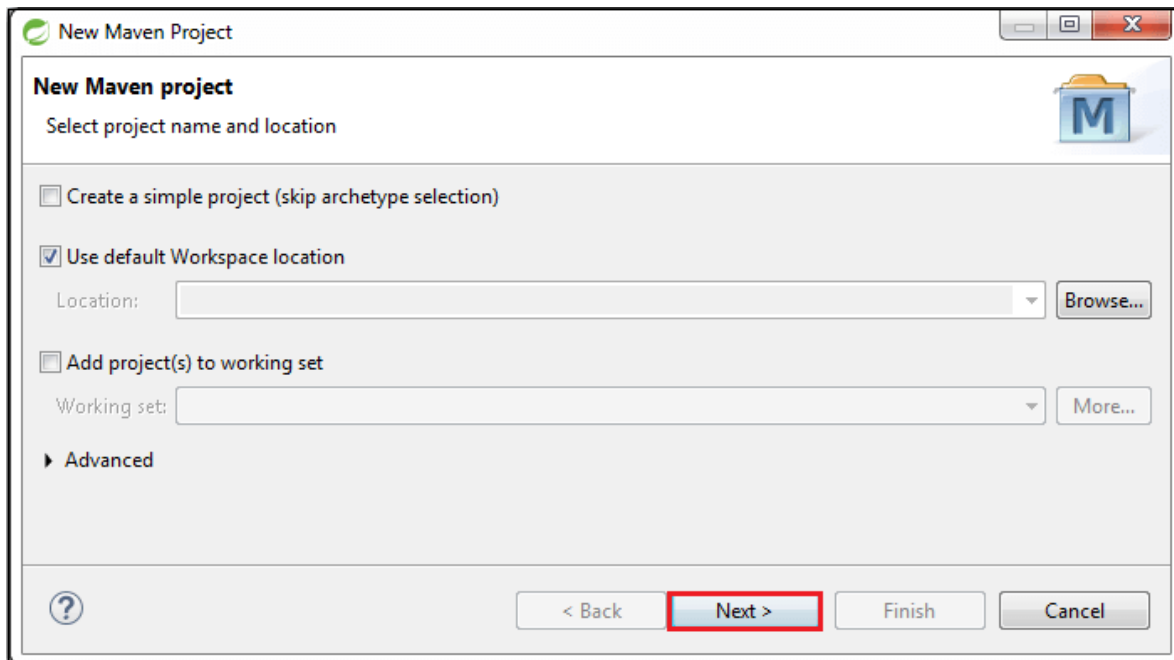 New Maven Project
New Maven project
Select project name and location
M
Create a simple project (skip archetype selection)
Use default Workspace location
Location:
Browse...
Add project(s) to working set
Working set:
More...
Advanced
?
< Back
Next >
Finish
Cancel